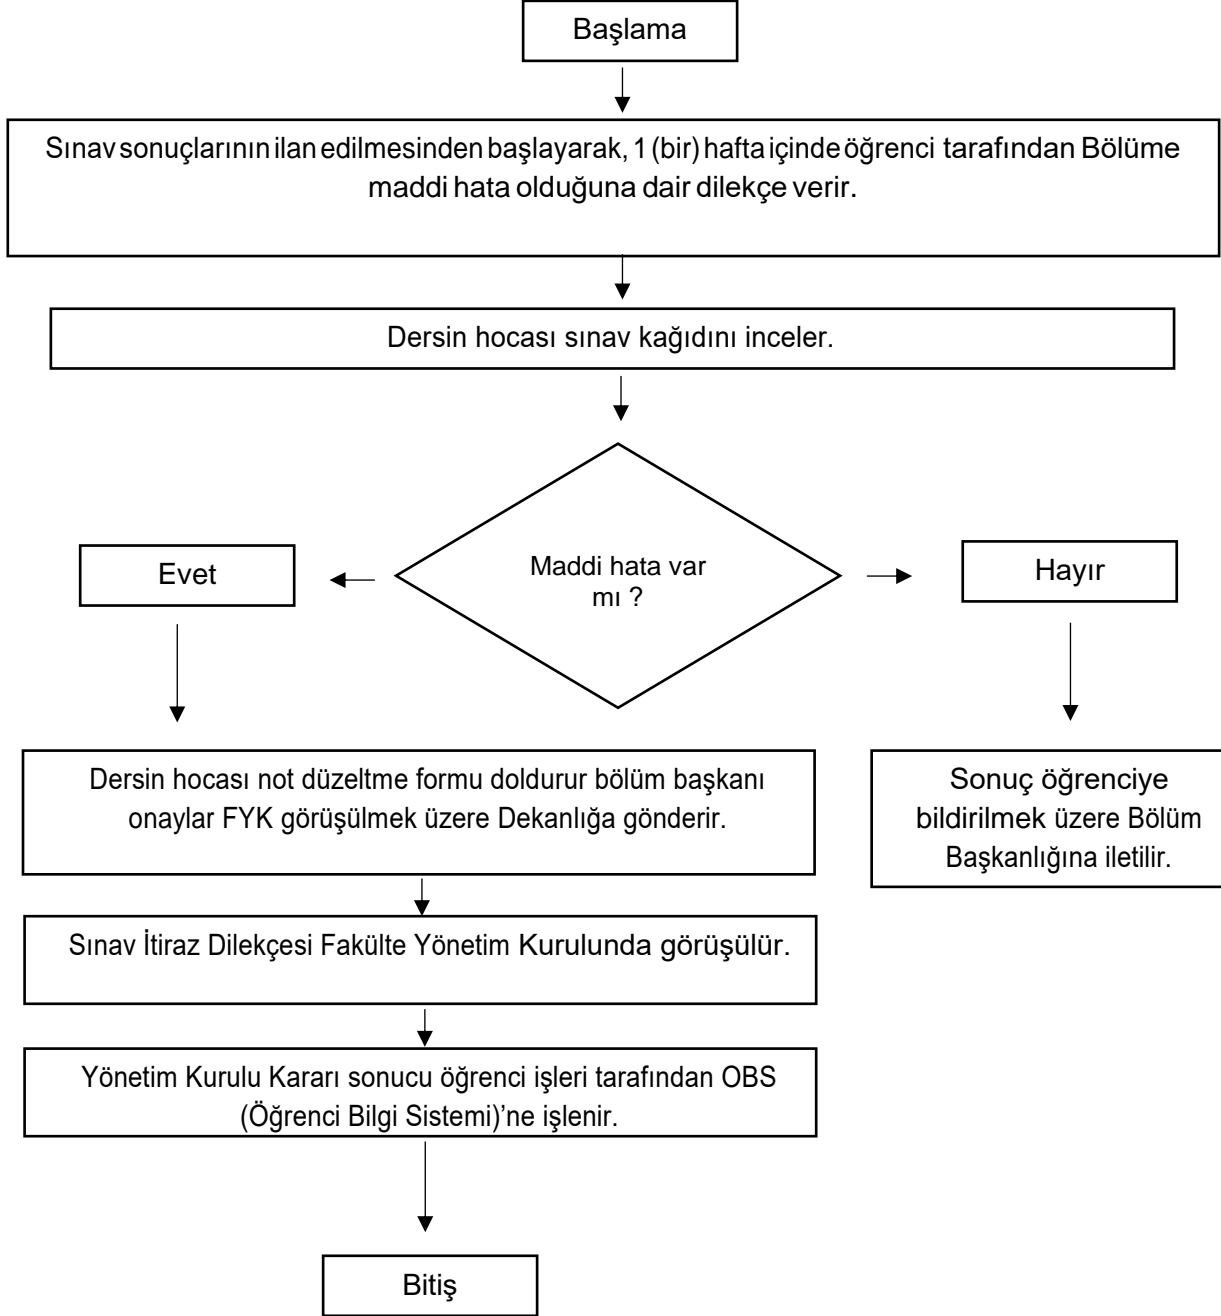 Başlama
Sınav sonuçlarının ilan edilmesinden başlayarak, 1 (bir) hafta içinde öğrenci tarafından Bölüme
maddi hata olduğuna dair dilekçe verir.
Dersin hocası sınav kağıdını inceler.
Maddi hata var
mı ?
Evet
Hayır
Dersin hocası not düzeltme formu doldurur bölüm başkanı
onaylar FYK görüşülmek üzere Dekanlığa gönderir.
Sonuç öğrenciye
bildirilmek üzere Bölüm
Başkanlığına iletilir.
Sınav İtiraz Dilekçesi Fakülte Yönetim Kurulunda görüşülür.
Yönetim Kurulu Kararı sonucu öğrenci işleri tarafından OBS
(Öğrenci Bilgi Sistemi)’ne işlenir.
Bitiş